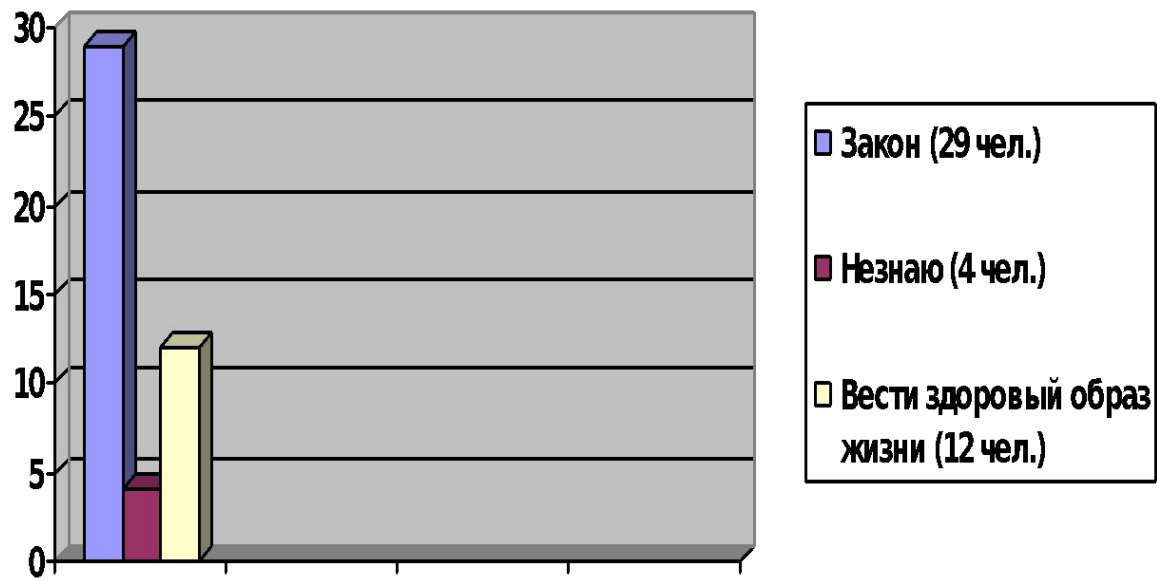 30
25
20
15
10
5
0
Закон (29 чел.)
Незнаю (4 чел.)
Вести здоровый образ
жизни (12 чел.)